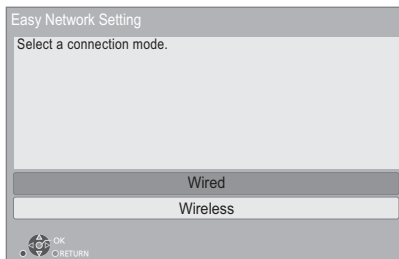 Easy Network Setting
Select a connection mode.
Wired
Wireless
OK
RETURN